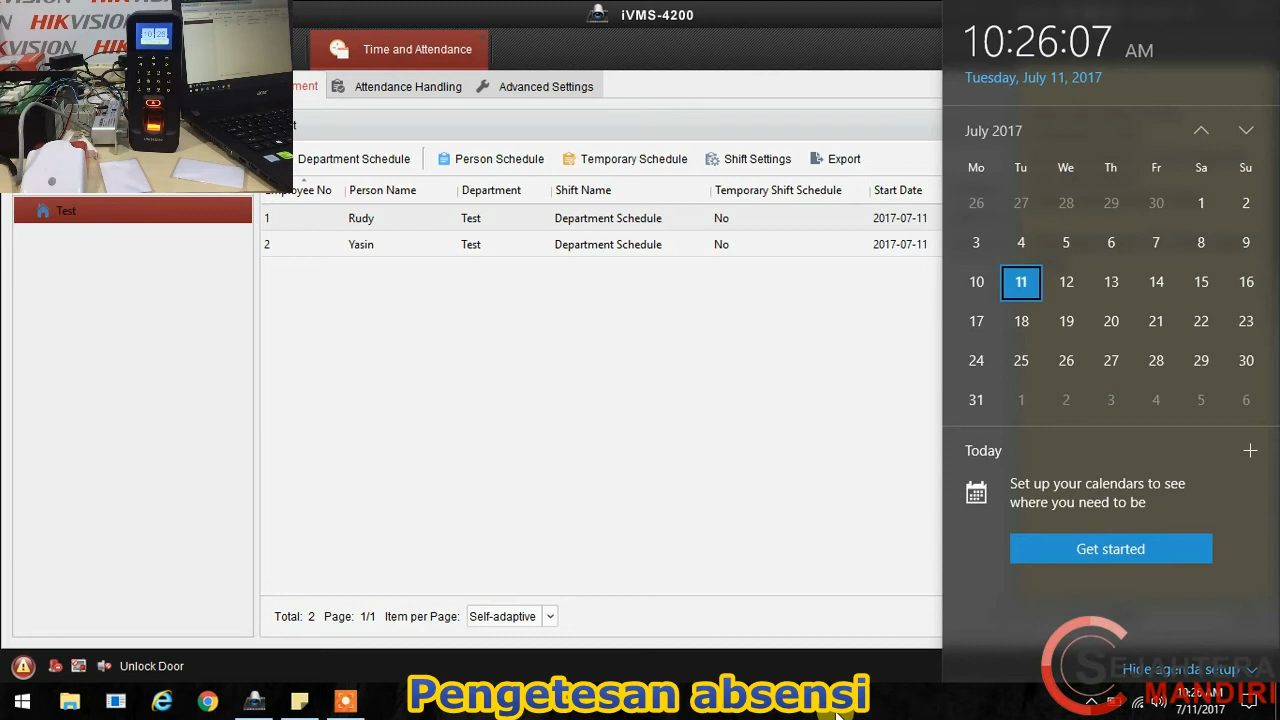 HIKVISION
iVMS-4200
Time and Attendance
Attendance Handling
Advanced Settings
Department Schedule
Person Schedule
Temporary Schedule
Shift Settings
Export
Person Name
Department
Shift Name
Temporary Shift Schedule
Start Date
Test
1 Rudy Test Department Schedule No 2017-07-11
2 Yasin Test Department Schedule No 2017-07-11
Total: 2 Page: 1/1 Item per Page: Self-adaptive
Unlock Door
10:26:07 AM
Tuesday, July 11, 2017
July 2017
Mo Tu We Th Fr Sa Su
26 27 28 29 30 1 2
3 4 5 6 7 8 9
10 11 12 13 14 15 16
17 18 19 20 21 22 23
24 25 26 27 28 29 30
31 1 2 3 4 5 6
Today
Set up your calendars to see
where you need to be
Get started
Hide agenda setup
SEJAHTERA
MANDIRI
10:26 AM
7/11/2017
Pengetesan absensi